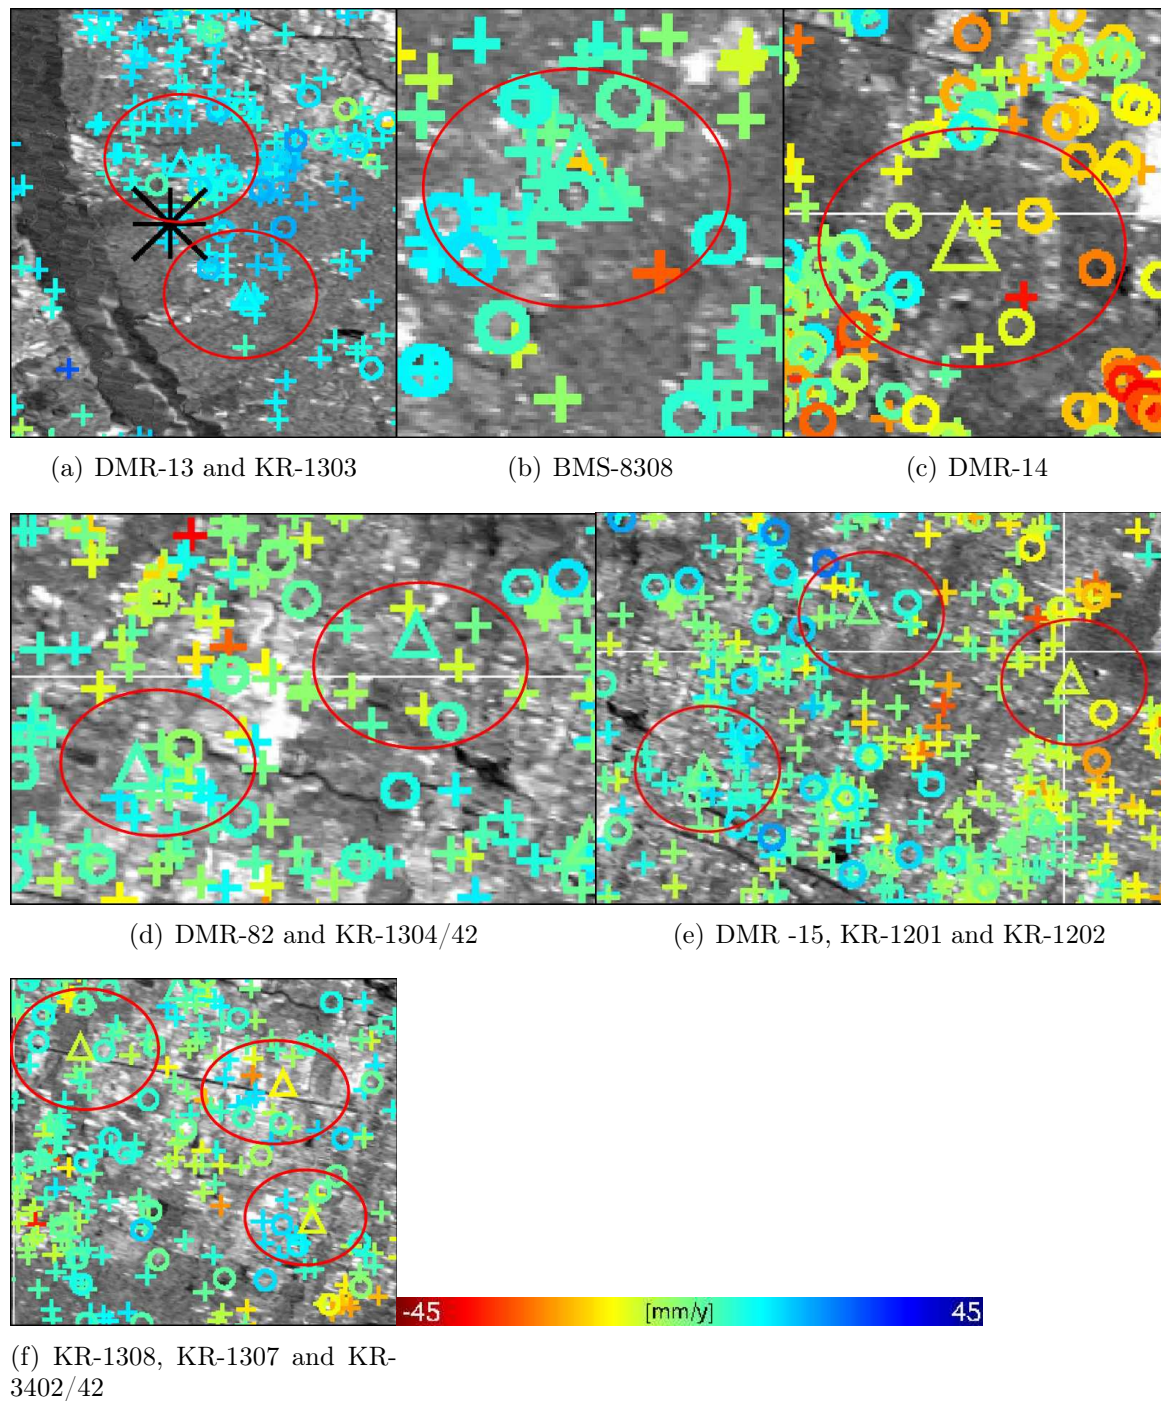 (a) DMR-13 and KR-1303
(b) BMS-8308
(c) DMR-14
(d) DMR-82 and KR-1304/42
(e) DMR -15, KR-1201 and KR-1202
-45 [mm/y] 45
(f) KR-1308, KR-1307 and KR-
3402/42